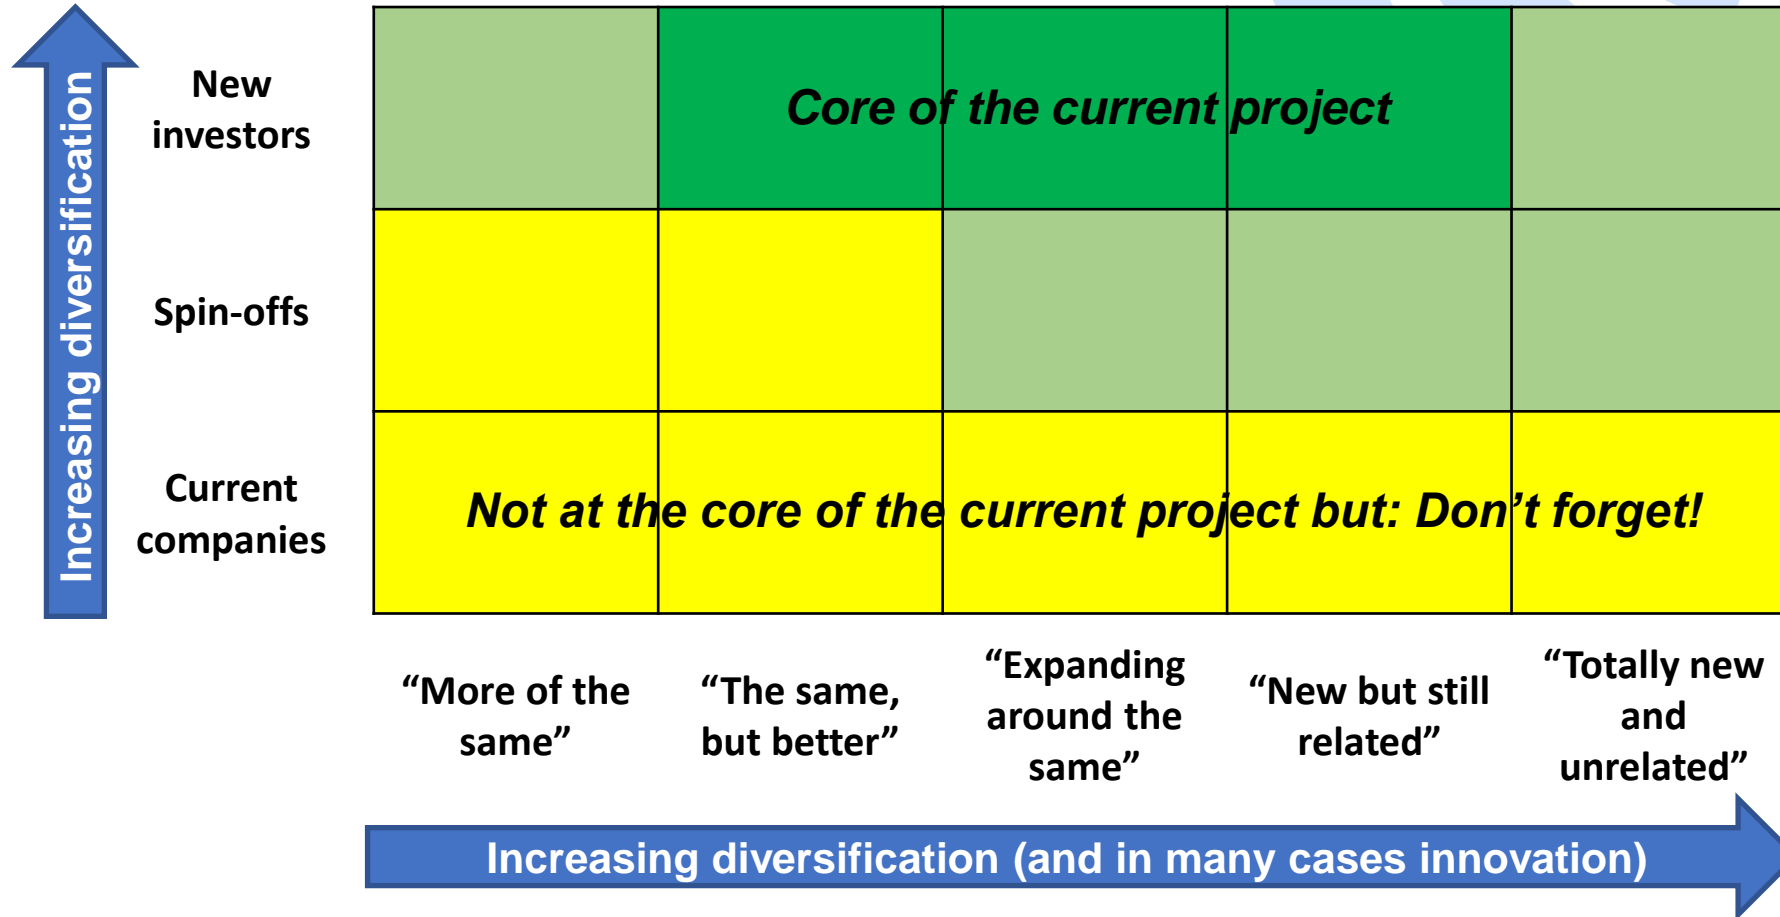 Increasing diversification
New
investors
Core of the current project
Spin-offs
Current
companies
Not at the core of the current project but: Don’t forget!
“More of the
same”
“The same,
but better”
“Expanding
around the
same”
“New but still
related”
“Totally new
and
unrelated”
Increasing diversification (and in many cases innovation)